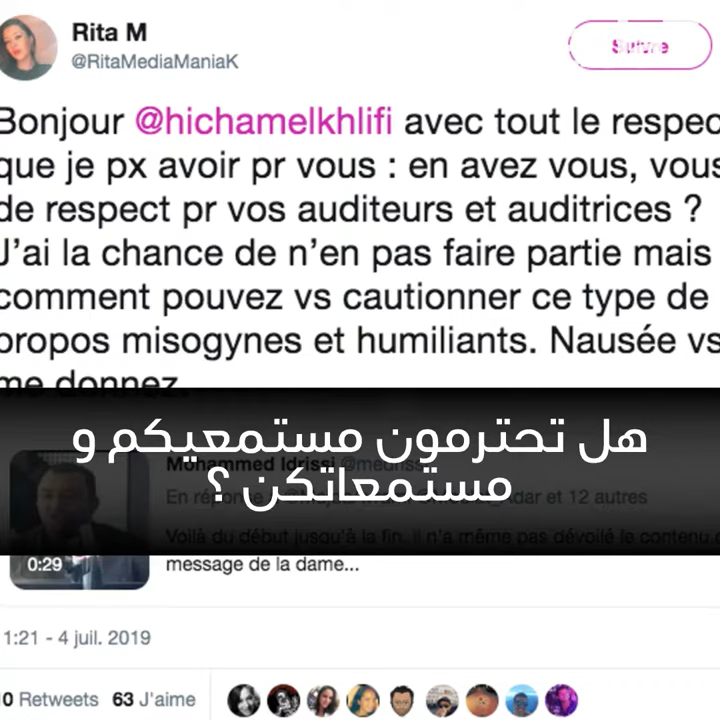 Rita M
@RitaMediaManiaK
Suivre
Bonjour @hichamelkhlifi avec tout le respec
que je px avoir pr vous : en avez vous, vous
de respect pr vos auditeurs et auditrices ?
J'ai la chance de n'en pas faire partie mais
comment pouvez vs cautionner ce type de
propos misogynes et humiliants. Nausée vs
me donnez.
هل تحترمون مستمعيكم و
مستمعاتكن ؟
Mohammed Idrissi
En réponse
dar et 12 autres
Voilà du début jusqu'à la fin. il n'a même pas dévoilé le contenu
message de la dame...
0:29
1:21 - 4 juil. 2019
0 Retweets 63 J'aime